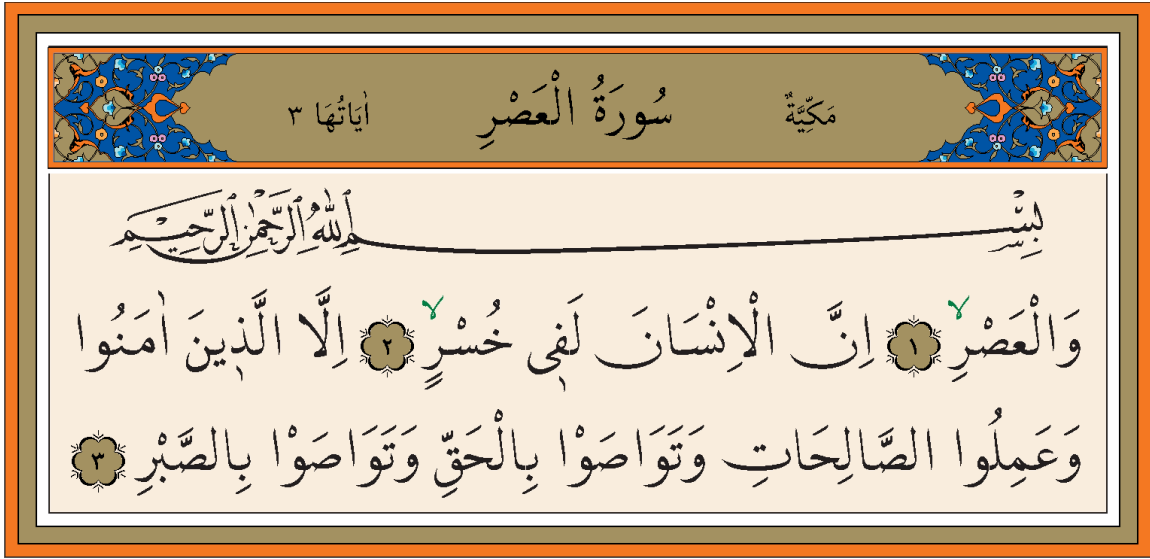 مَكِّيَّةٌ سُورَةُ الْعَصْرِ اٰيَاتُهَا ٣
بِسْمِ اللّٰهِ الرَّحْمٰنِ الرَّحِيمِ
وَالْعَصْرِۙ ١ اِنَّ الْاِنْسَانَ لَفٖى خُسْرٍۙ ٢ اِلَّا الَّذٖينَ اٰمَنُوا
وَعَمِلُوا الصَّالِحَاتِ وَتَوَاصَوْا بِالْحَقِّ وَتَوَاصَوْا بِالصَّبْرِ ٣